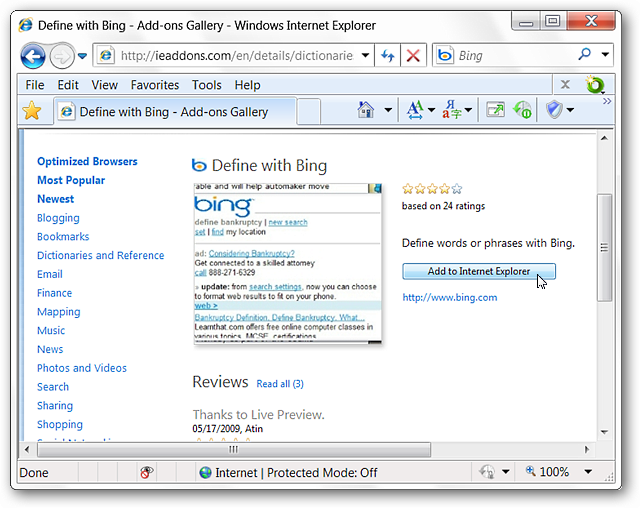 Define with Bing - Add-ons Gallery - Windows Internet Explorer
http://ieaddons.com/en/details/dictionarie
Bing
File Edit View Favorites Tools Help
x
Define with Bing - Add-ons Gallery
Optimized Browsers
Most Popular
Newest
Blogging
Bookmarks
Dictionaries and Reference
Email
Finance
Mapping
Music
News
Photos and Videos
Search
Sharing
Shopping
Define with Bing
able and will help automaker move
bing
define bankruptcy | new search
set | find my location
ad: Considering Bankruptcy?
Get connected to a skilled attorney
call 888-271-6329
» update: from search settings, now you can choose
to format web results to fit on your phone.
web >
Bankruptcy Definition, Define Bankruptcy, What...
Learnthat.com offers free online computer classes in
various topics, MCSE, certifications
based on 24 ratings
Define words or phrases with Bing.
Add to Internet Explorer
http://www.bing.com
Reviews Read all (3)
Thanks to Live Preview.
05/17/2009, Atin
Done
Internet | Protected Mode: Off
100%